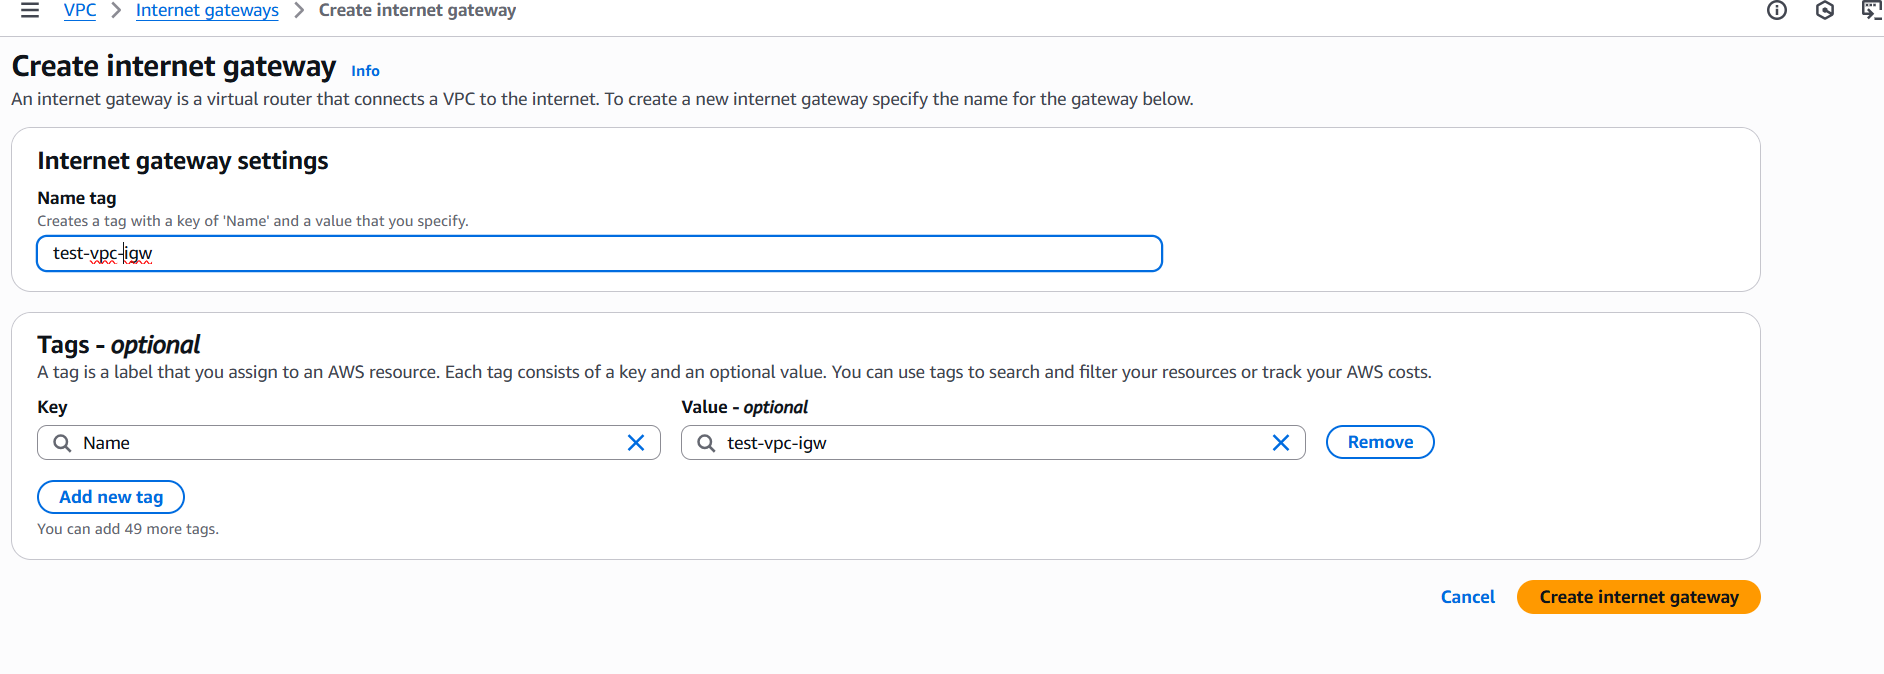 VPC > Internet gateways > Create internet gateway
Create internet gateway Info
An internet gateway is a virtual router that connects a VPC to the internet. To create a new internet gateway specify the name for the gateway below.
Internet gateway settings
Name tag
Creates a tag with a key of 'Name' and a value that you specify.
test-vpc-igw
Tags - optional
A tag is a label that you assign to an AWS resource. Each tag consists of a key and an optional value. You can use tags to search and filter your resources or track your AWS costs.
Key Value - optional
Name test-vpc-igw Remove
Add new tag
You can add 49 more tags.
Cancel Create internet gateway